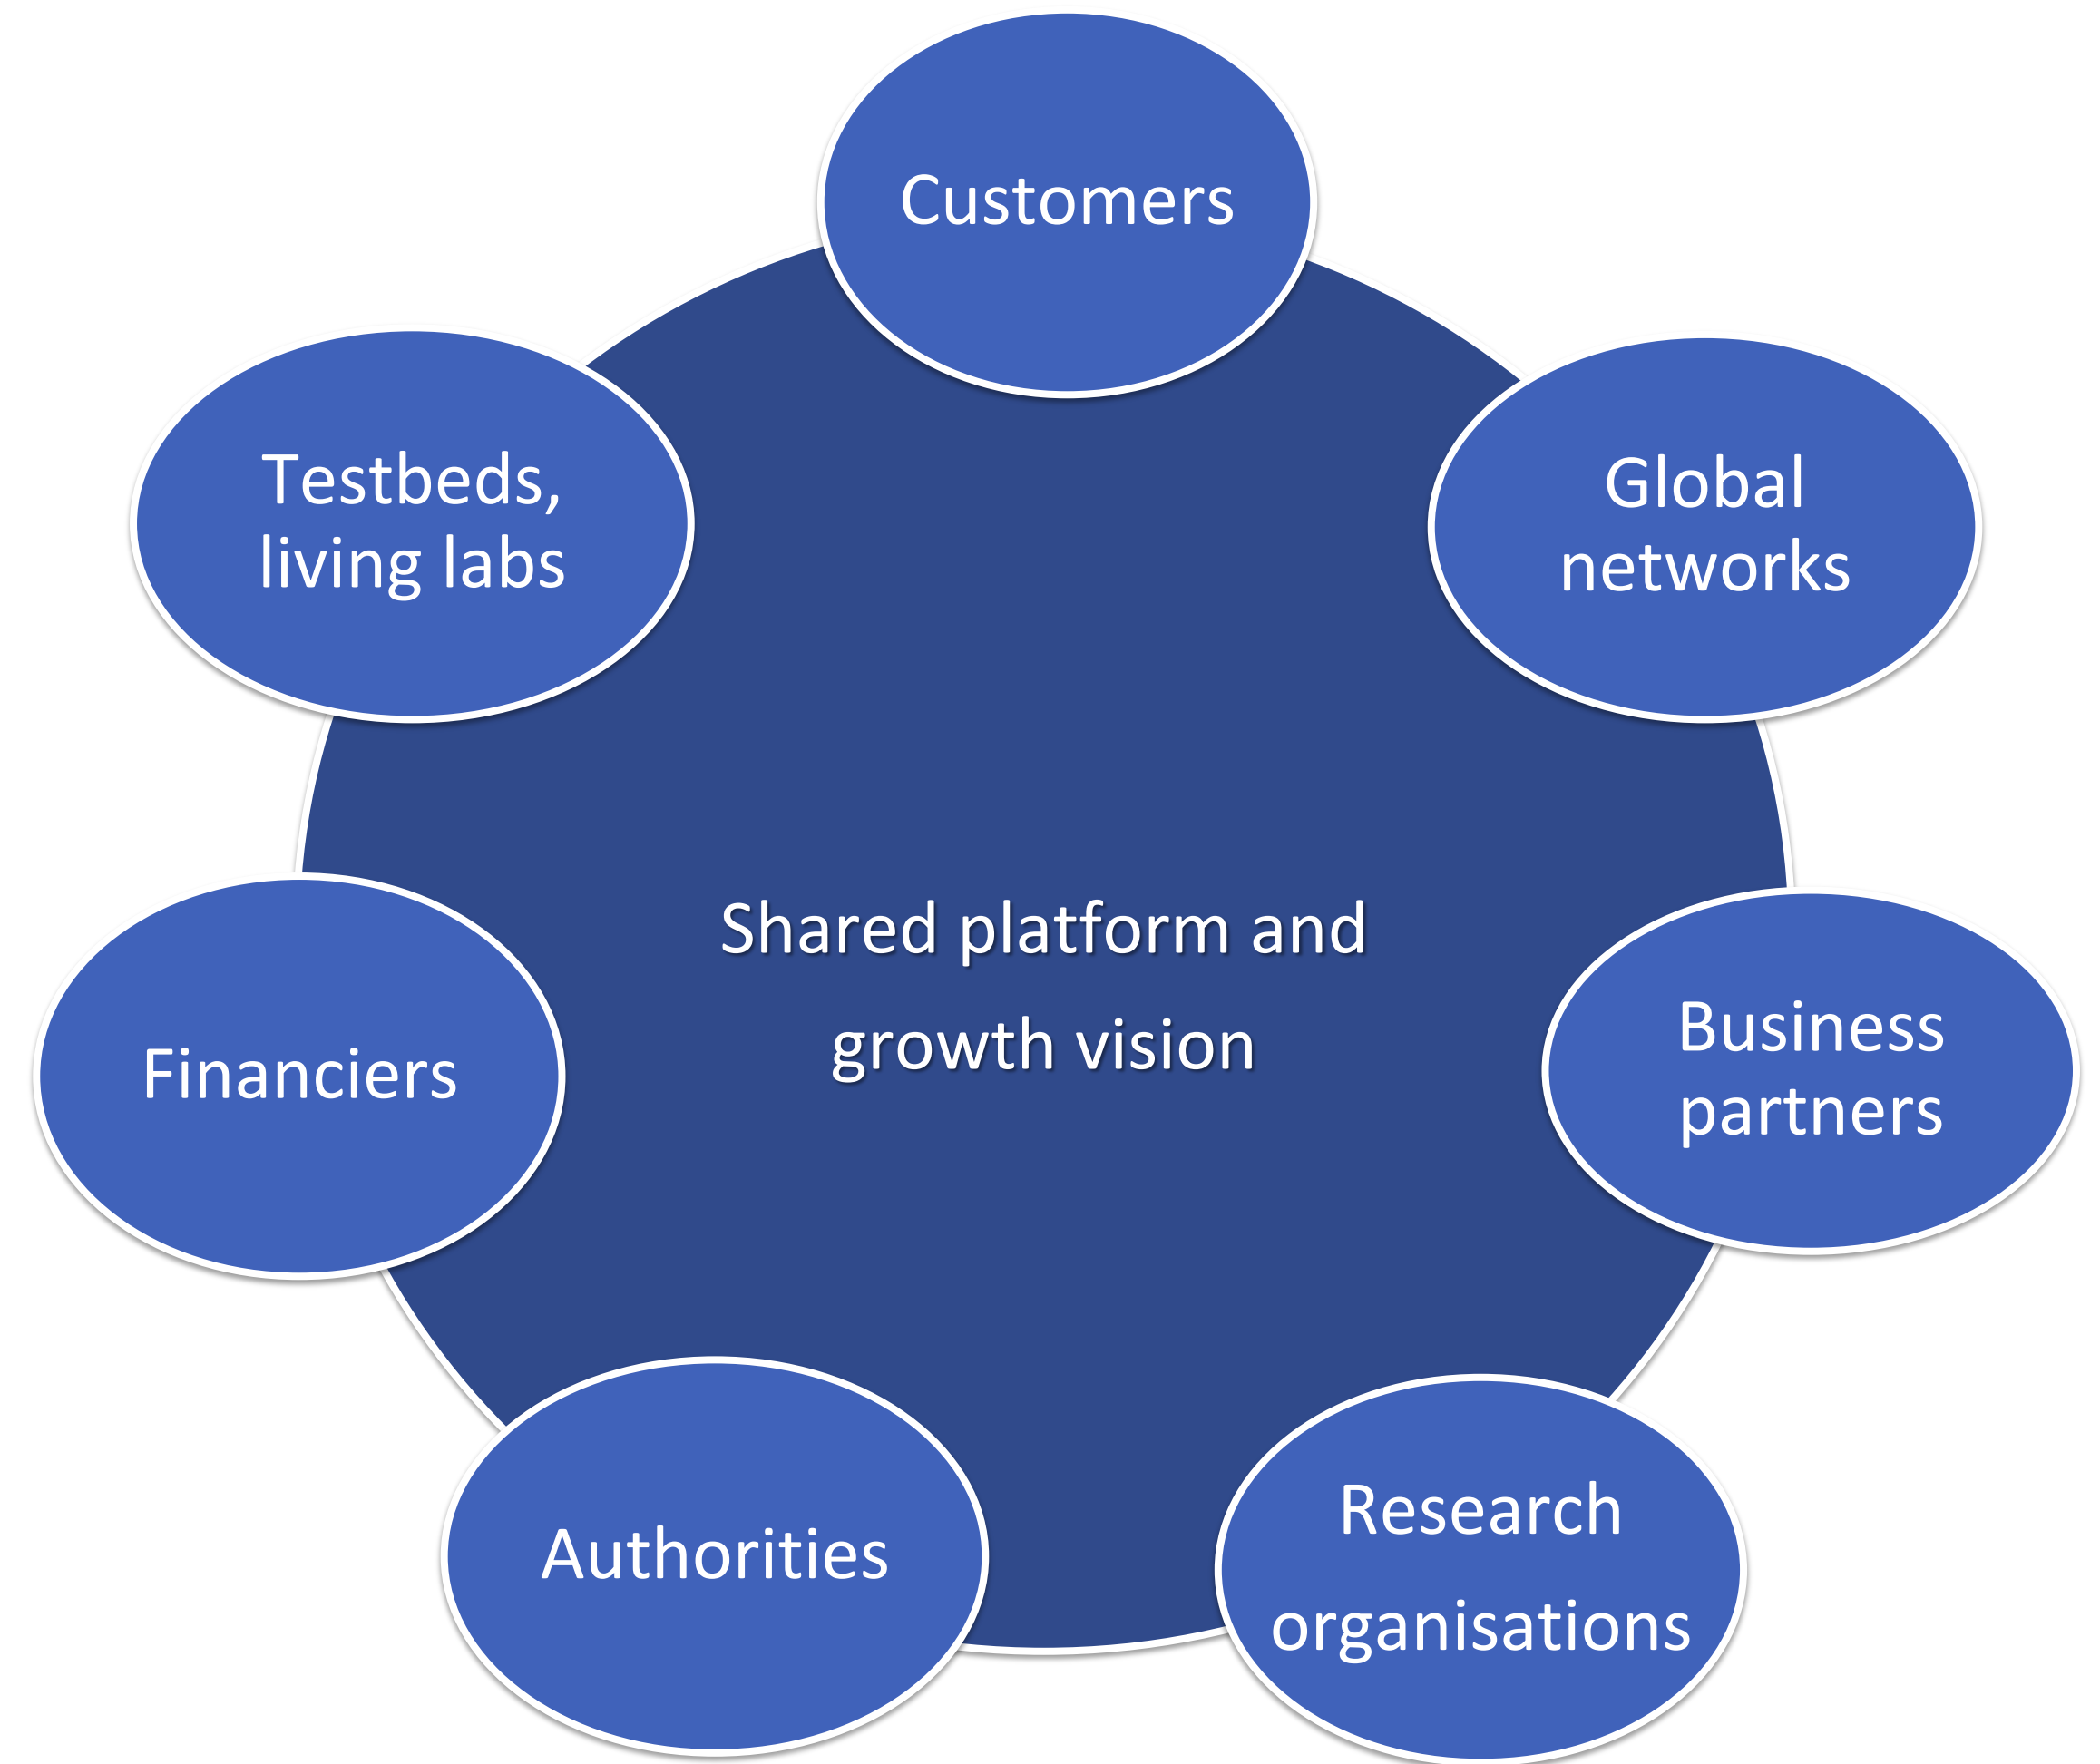 Customers
Testbeds,
living labs
Global
networks
Shared platform and
growth vision
Financiers
Business
partners
Authorities
Research
organisations